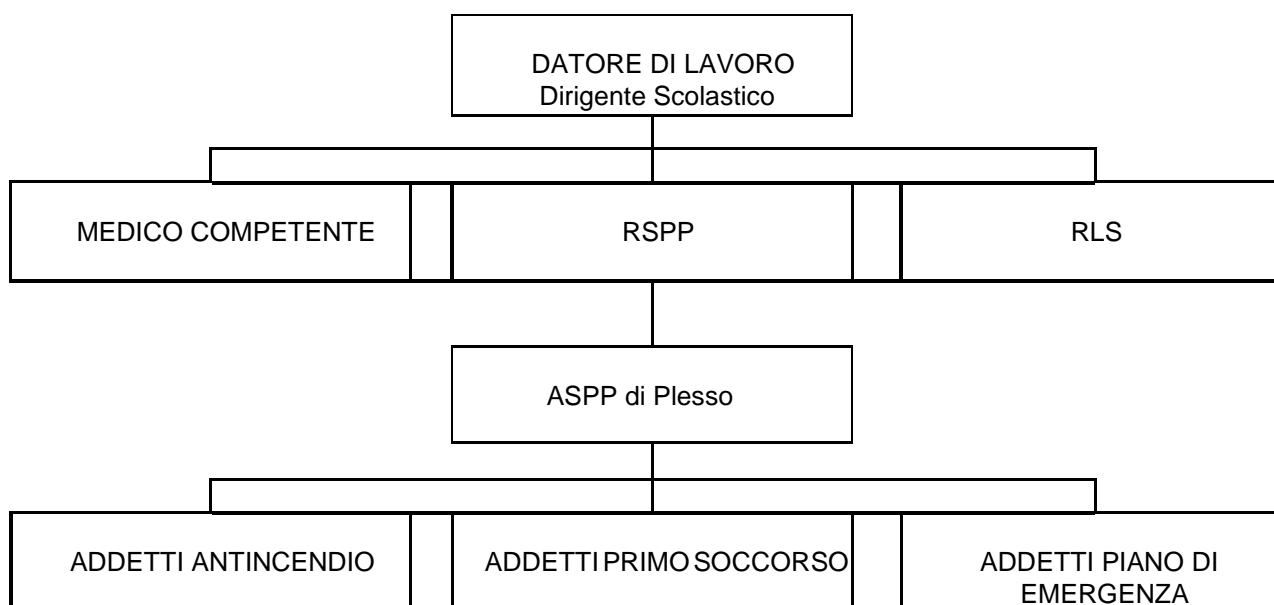 DATORE DI LAVORO
Dirigente Scolastico
MEDICO COMPETENTE
RSPP
RLS
ASPP di Plesso
ADDETTI ANTINCENDIO
ADDETTI PRIMO SOCCORSO
ADDETTI PIANO DI
EMERGENZA